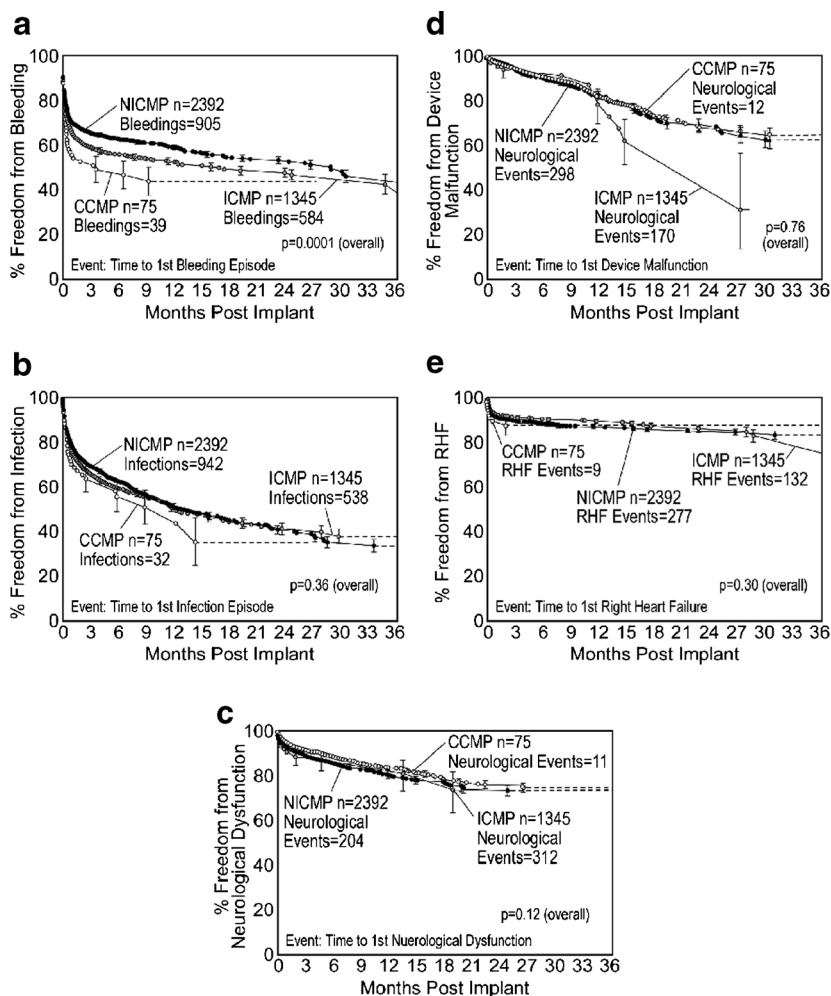 a
% Freedom from Bleeding
100
80
60
40
20
0
NICMP n=2392
Bleedings=905
CCMP n=75
Bleedings=39
ICMP n=1345
Bleedings=584
p=0.0001 (overall)
Event: Time to 1st Bleeding Episode
0 3 6 9 12 15 18 21 24 27 30 33 36
Months Post Implant
d
% Freedom from Device
Malfunction
100
80
60
40
20
0
CCMP n=75
Neurological
Events=12
NICMP n=2392
Neurological
Events=298
ICMP n=1345
Neurological
Events=170
p=0.76
(overall)
Event: Time to 1st Device Malfunction
0 3 6 9 12 15 18 21 24 27 30 33 36
Months Post Implant
b
% Freedom from Infection
100
80
60
40
20
0
NICMP n=2392
Infections=942
ICMP n=1345
Infections=538
CCMP n=75
Infections=32
p=0.36 (overall)
Event: Time to 1st Infection Episode
0 3 6 9 12 15 18 21 24 27 30 33 36
Months Post Implant
e
% Freedom from RHF
100
80
60
40
20
0
CCMP n=75
RHF Events=9
NICMP n=2392
RHF Events=277
ICMP n=1345
RHF Events=132
p=0.30 (overall)
Event: Time to 1st Right Heart Failure
0 3 6 9 12 15 18 21 24 27 30 33 36
Months Post Implant
c
% Freedom from
Neurological Dysfunction
100
80
60
40
20
0
CCMP n=75
Neurological Events=11
NICMP n=2392
Neurological
Events=204
ICMP n=1345
Neurological
Events=312
p=0.12 (overall)
Event: Time to 1st Nuerological Dysfunction
0 3 6 9 12 15 18 21 24 27 30 33 36
Months Post Implant